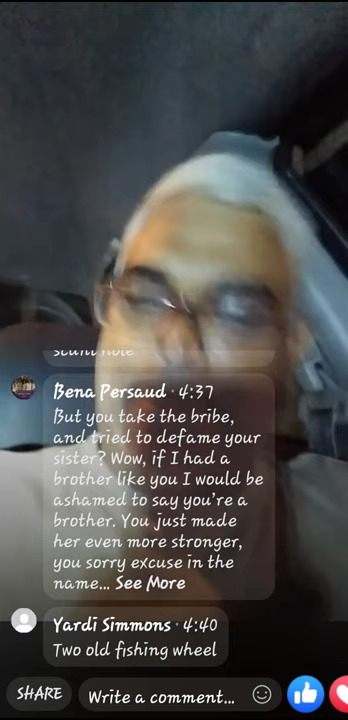 Bena Persaud · 4:37
But you take the bribe,
and tried to defame your
sister? Wow, if I had a
brother like you I would be
ashamed to say you're a
brother. You just made
her even more stronger,
you sorry excuse in the
name... See More
Yardi Simmons · 4:40
Two old fishing wheel
SHARE
Write a comment...